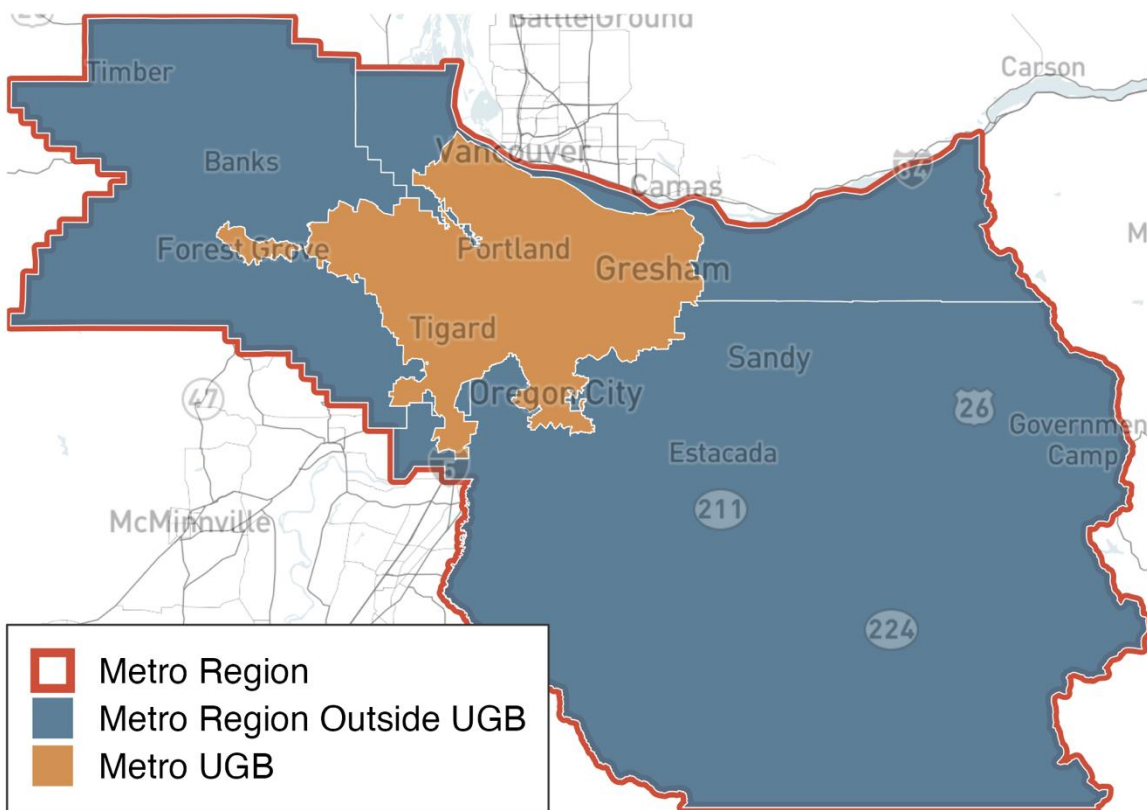 Battle Ground
Timber
Carson
Banks
Vancouver
84
Camas
Forest Grove
Portland
Gresham
Tigard
Sandy
47
Oregon City
26
Governmen
Camp
Estacada
5
211
McMinnville
224
Metro Region
Metro Region Outside UGB
Metro UGB